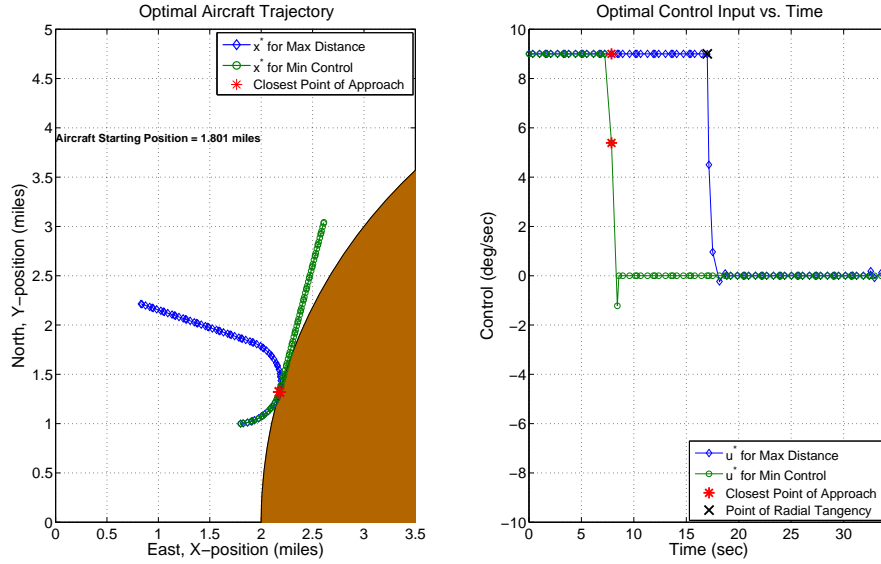 Optimal Aircraft Trajectory
5
4.5
4
3.5
3
2.5
2
1.5
1
0.5
0
North, Y−position (miles)
x* for Max Distance
x* for Min Control
Closest Point of Approach
Aircraft Starting Position = 1.801 miles
0
0.5
1
1.5
2
2.5
3
3.5
East, X−position (miles)
Optimal Control Input vs. Time
10
8
6
4
2
0
−2
−4
−6
−8
−10
Control (deg/sec)
u* for Max Distance
u* for Min Control
Closest Point of Approach
Point of Radial Tangency
0
5
10
15
20
25
30
Time (sec)